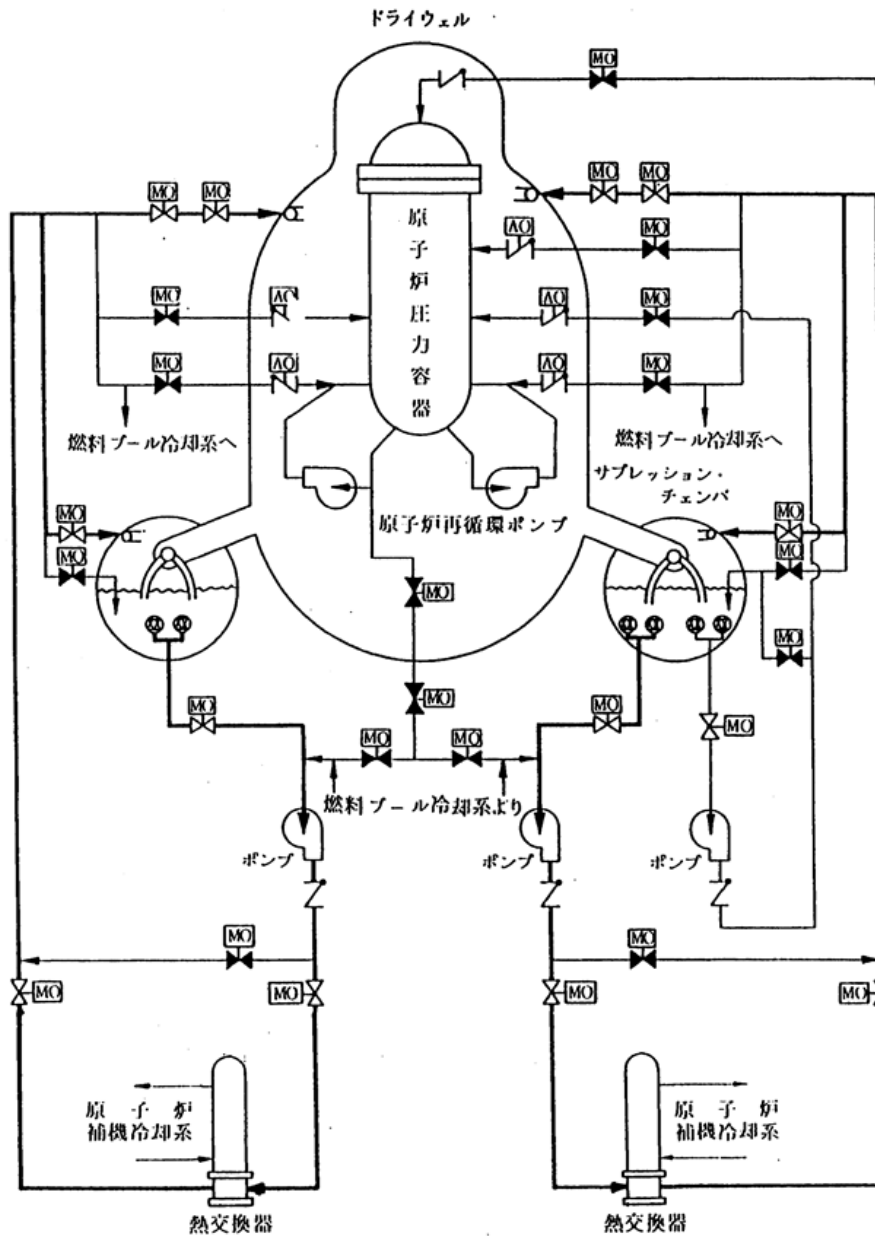 ドライウェル
MO
MO
MO
MO
MO
原子炉圧力容器
AO
MO
MO
AO
AO
MO
MO
AO
AO
MO
燃料プール冷却系へ
燃料プール冷却系へ
サプレッション・
チェンバ
原子炉再循環ポンプ
MO
MO
MO
MO
MO
MO
MO
MO
MO
MO
MO
MO
燃料プール冷却系より
ポンプ
ポンプ
ポンプ
MO
MO
MO
MO
MO
MO
原子炉
補機冷却系
原子炉
補機冷却系
熱交換器
熱交換器